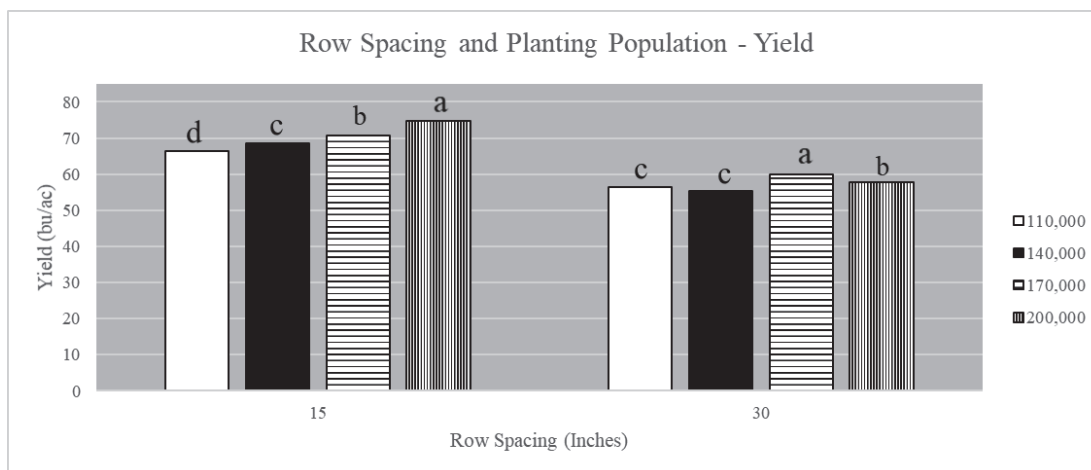 Row Spacing and Planting Population - Yield
80
70
60
50
40
30
20
10
0
Yield (bu/ac)
d
c
b
a
c
c
a
b
15
30
Row Spacing (Inches)
110,000
140,000
170,000
200,000